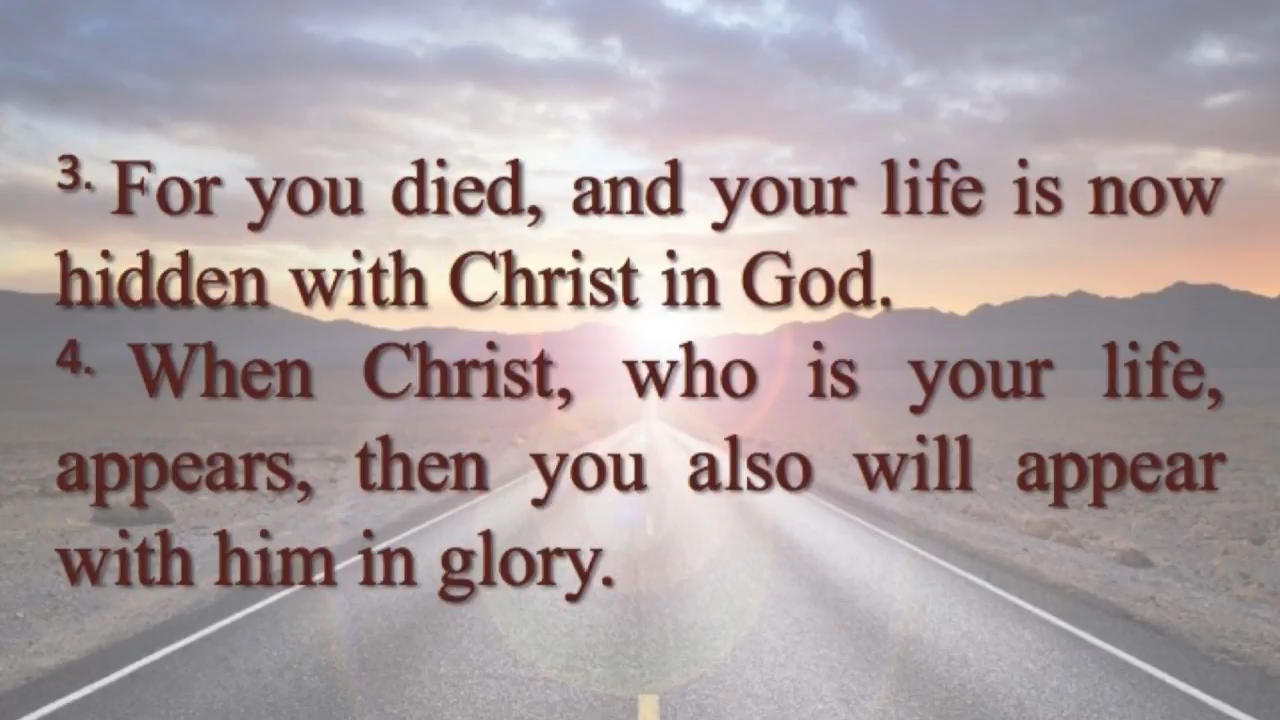 3. For you died, and your life is now
hidden with Christ in God.
4. When Christ, who is your life,
appears, then you also will appear
with him in glory.